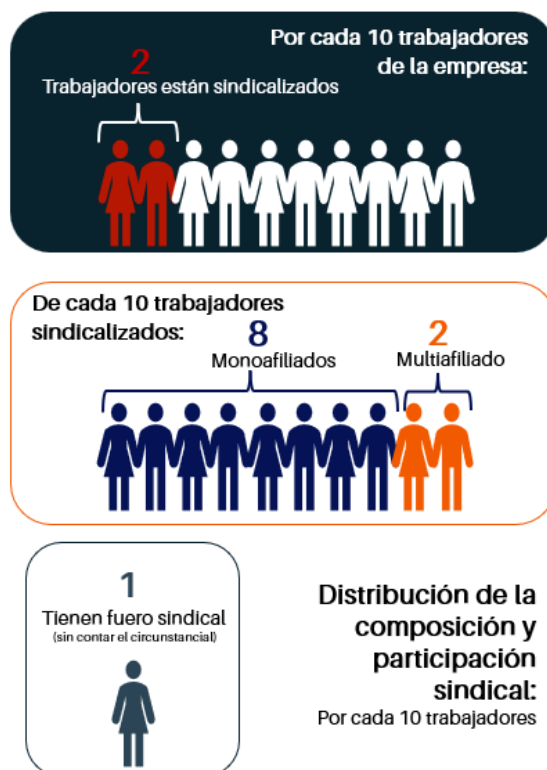 Por cada 10 trabajadores
de la empresa:
2
Trabajadores están sindicalizados
De cada 10 trabajadores
sindicalizados:
8
Monoafiliados
2
Multiafiliado
1
Tienen fuero sindical
(sin contar el circunstancial)
Distribución de la
composición y
participación
sindical:
Por cada 10 trabajadores